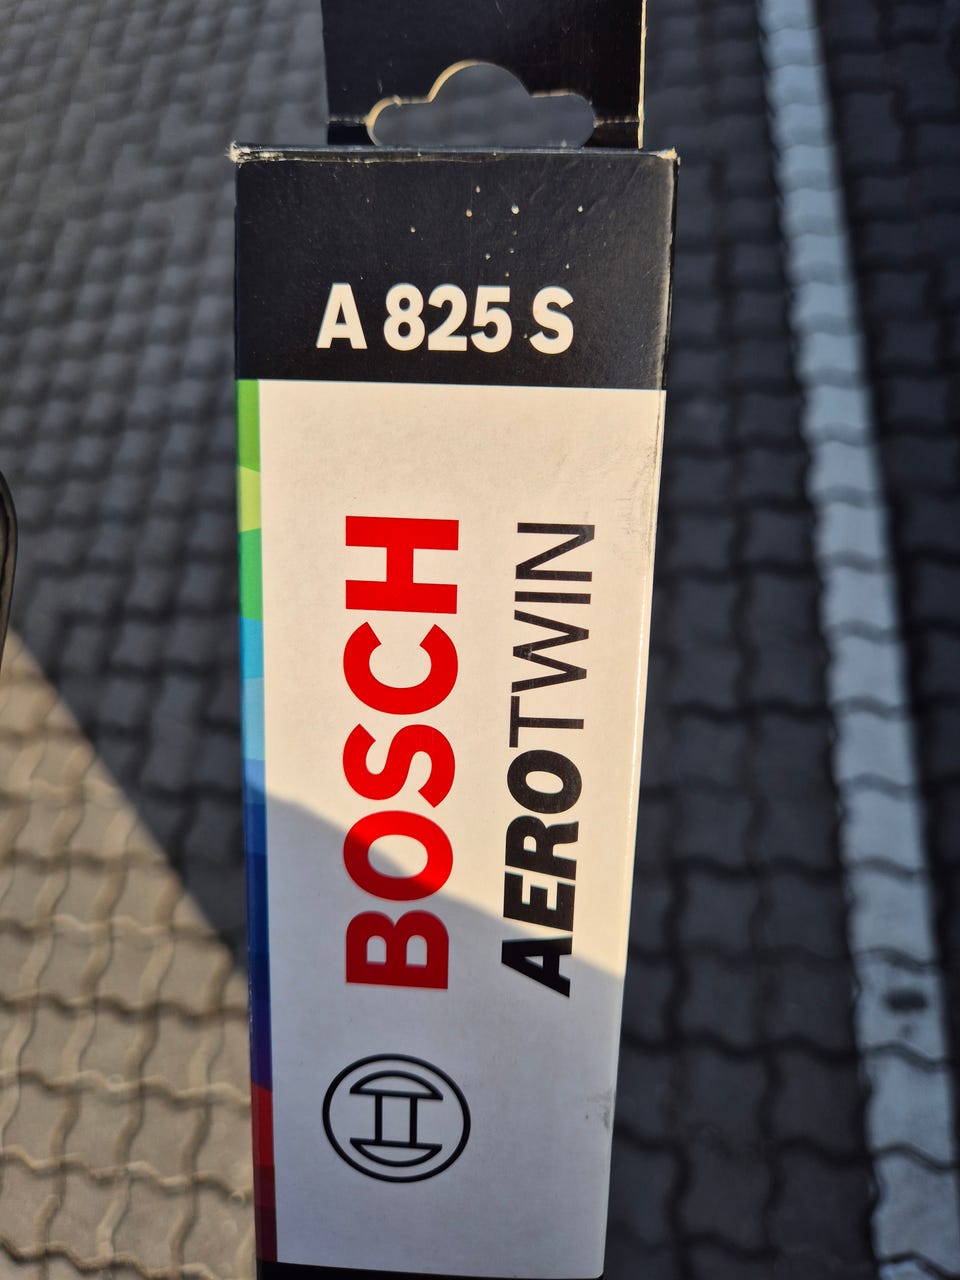 A 825 S
BOSCH
AEROTWIN